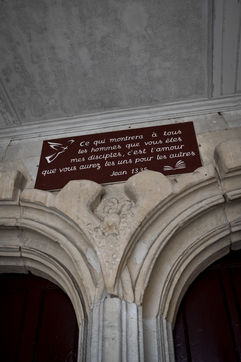 Ce qui montrera à tous
les hommes que vous êtes
mes disciples, c'est l'amour
que vous aurez les uns pour les autres
Jean 13.35